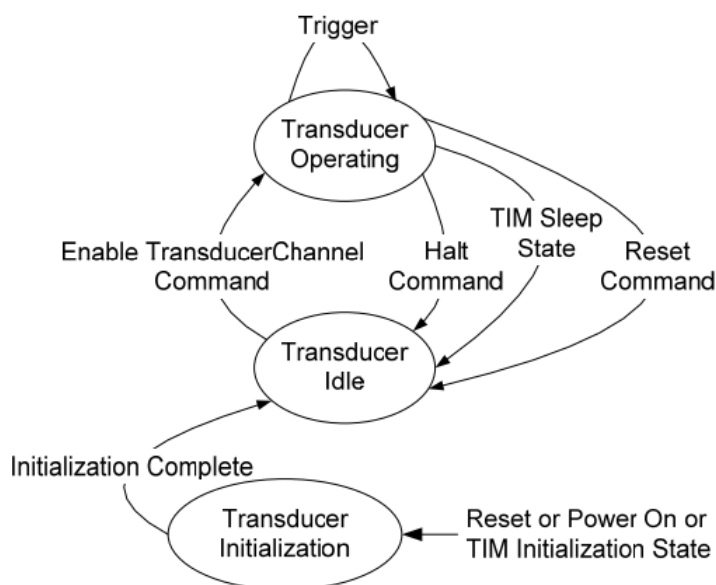 Trigger
Transducer
Operating
Enable TransducerChannel
Command
Halt
Command
TIM Sleep
State
Reset
Command
Transducer
Idle
Initialization Complete
Transducer
Initialization
Reset or Power On or
TIM Initialization State